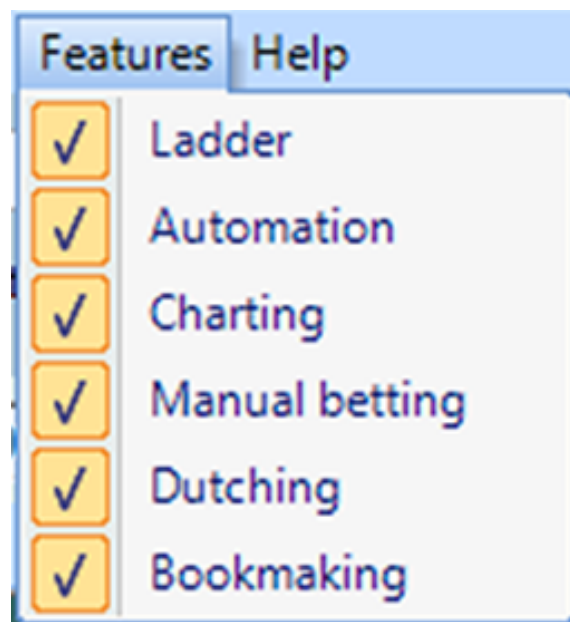 Features Help
Ladder
Automation
Charting
Manual betting
Dutching
Bookmaking